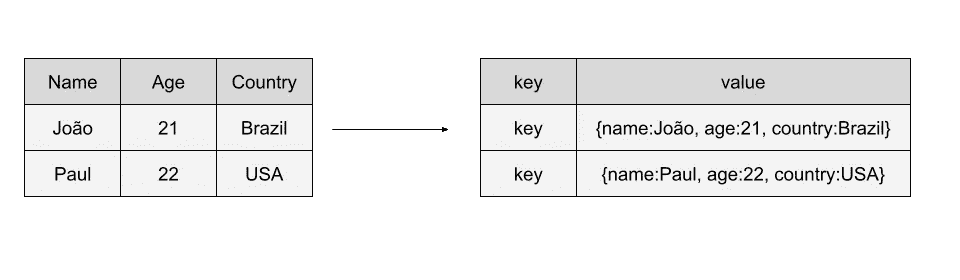 Name Age Country
João 21 Brazil
Paul 22 USA
key value
key {name:João, age:21, country:Brazil}
key {name:Paul, age:22, country:USA}